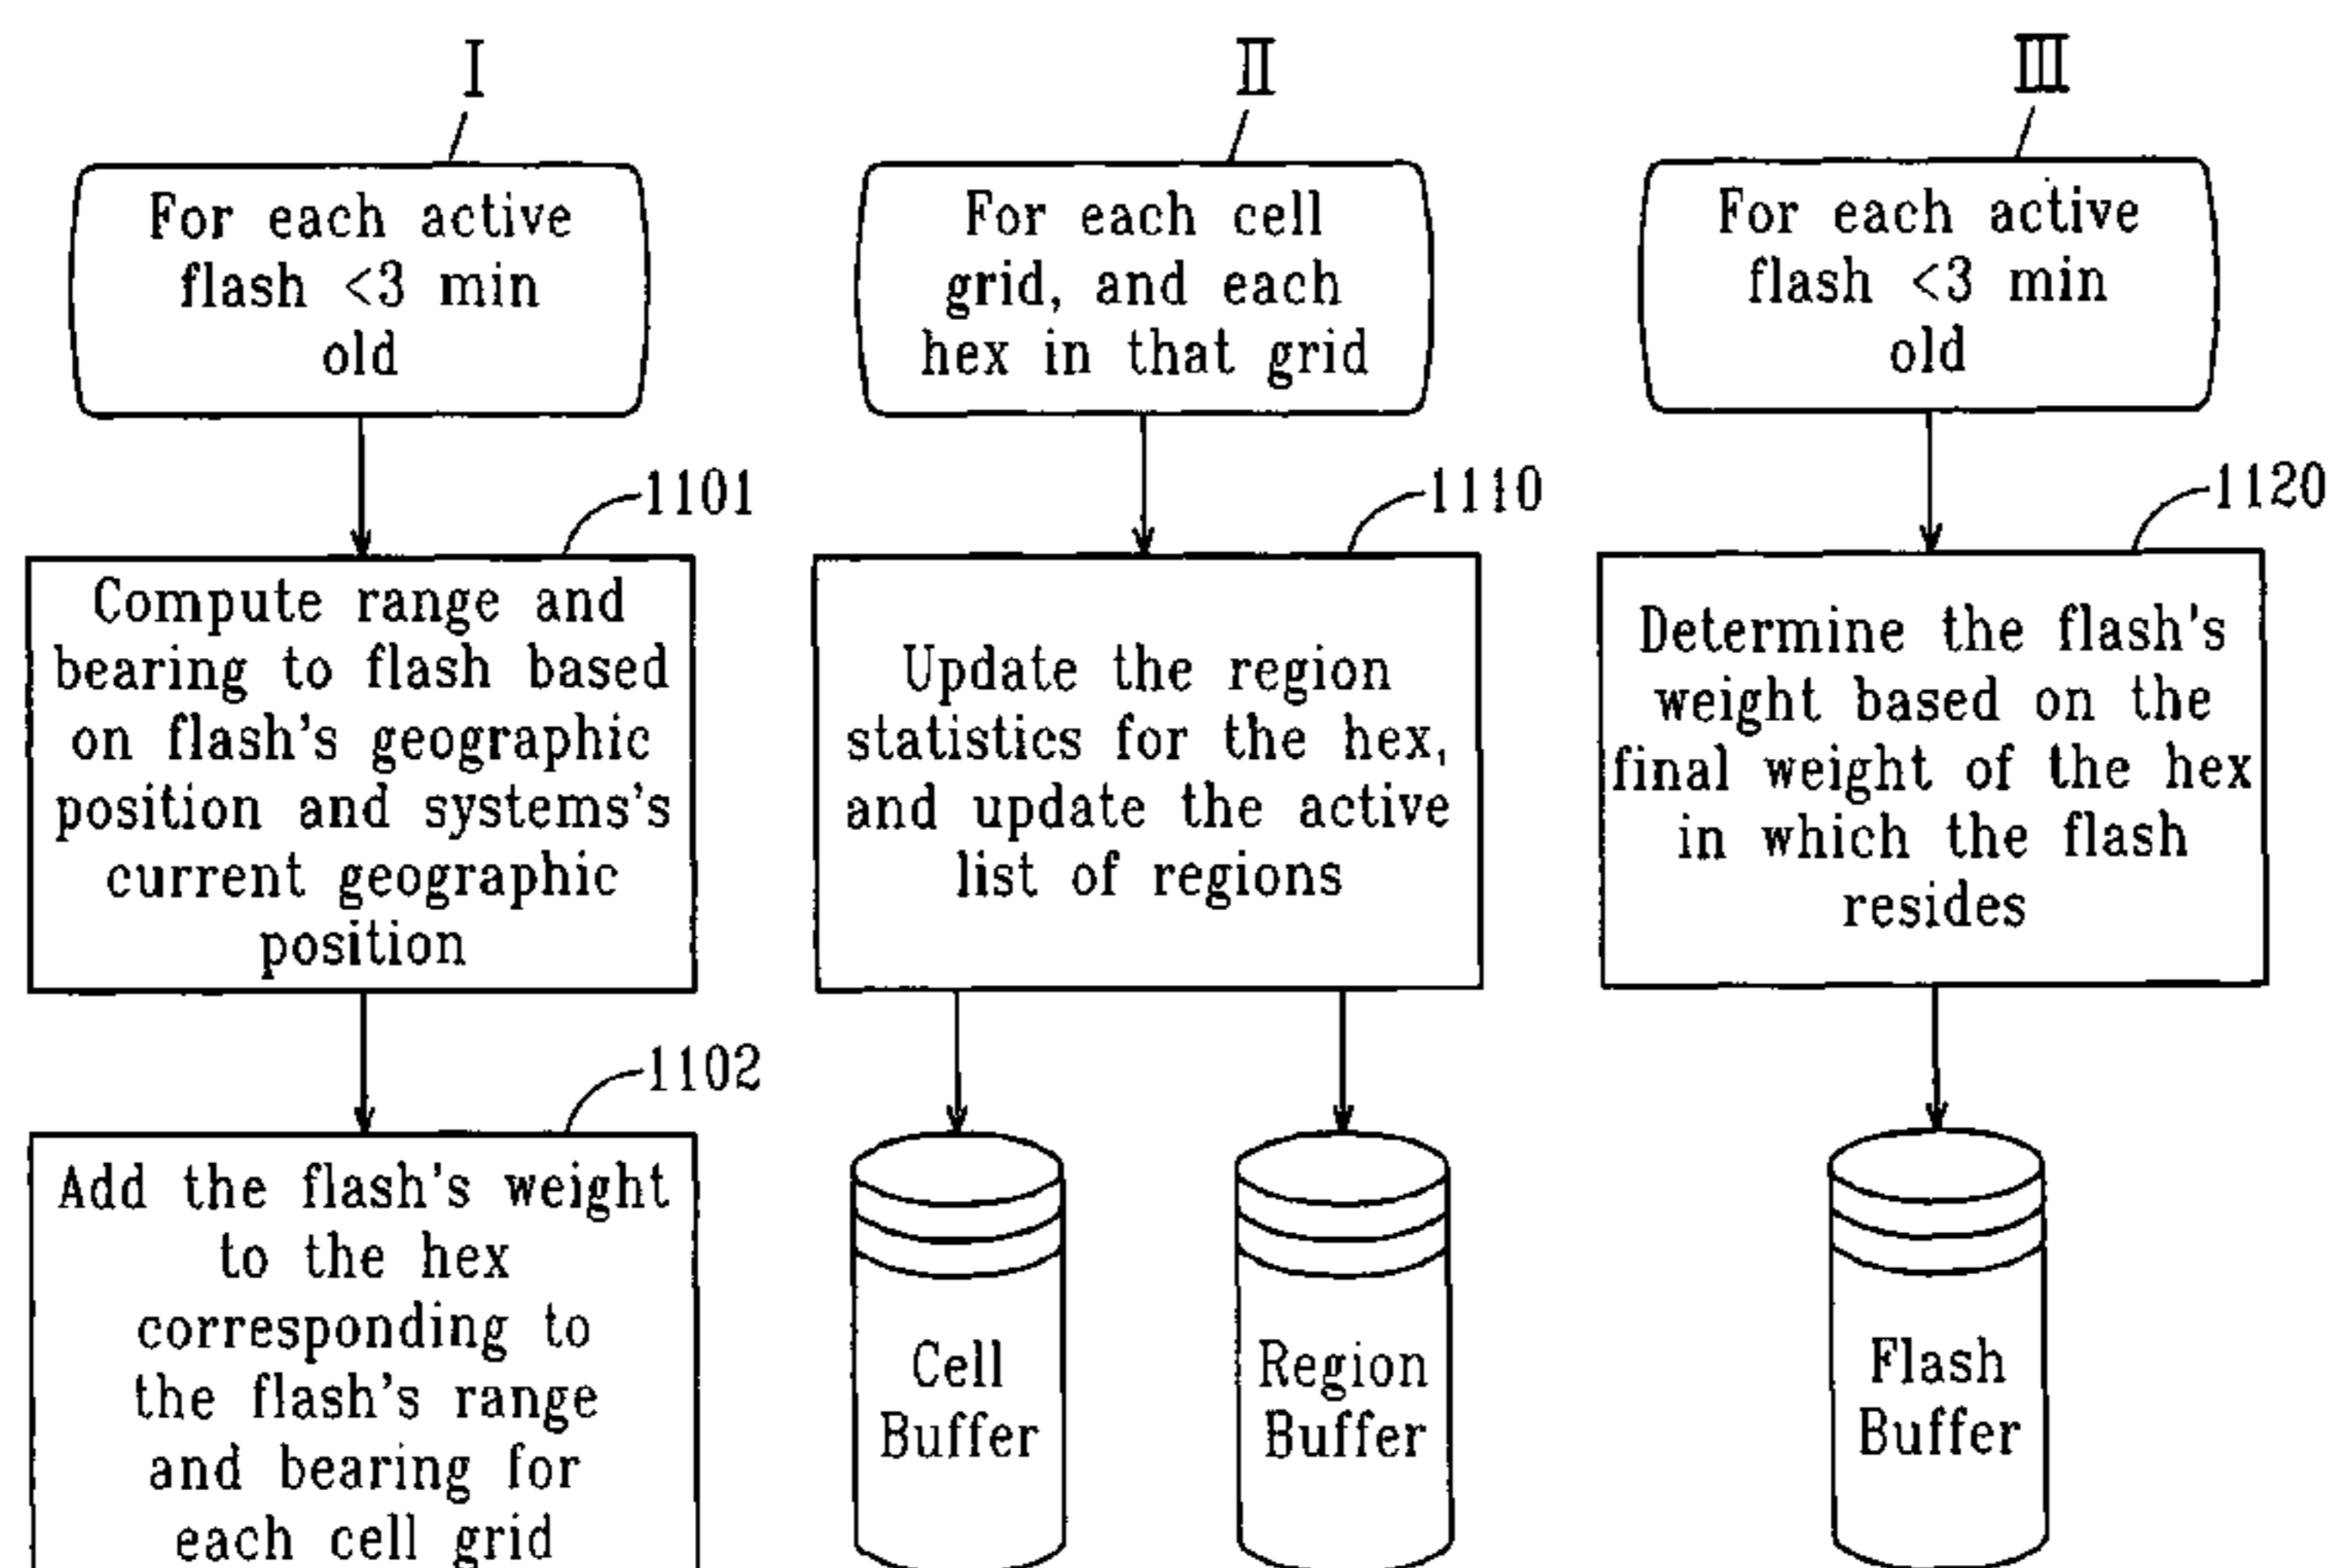 I
For each active
flash <3 min
old
1101
Compute range and
bearing to flash based
on flash's geographic
position and systems's
current geographic
position
1102
Add the flash's weight
to the hex
corresponding to
the flash's range
and bearing for
each cell grid
II
For each cell
grid, and each
hex in that grid
1110
Update the region
statistics for the hex,
and update the active
list of regions
Cell
Buffer
Region
Buffer
III
For each active
flash <3 min
old
1120
Determine the flash's
weight based on the
final weight of the hex
in which the flash
resides
Flash
Buffer